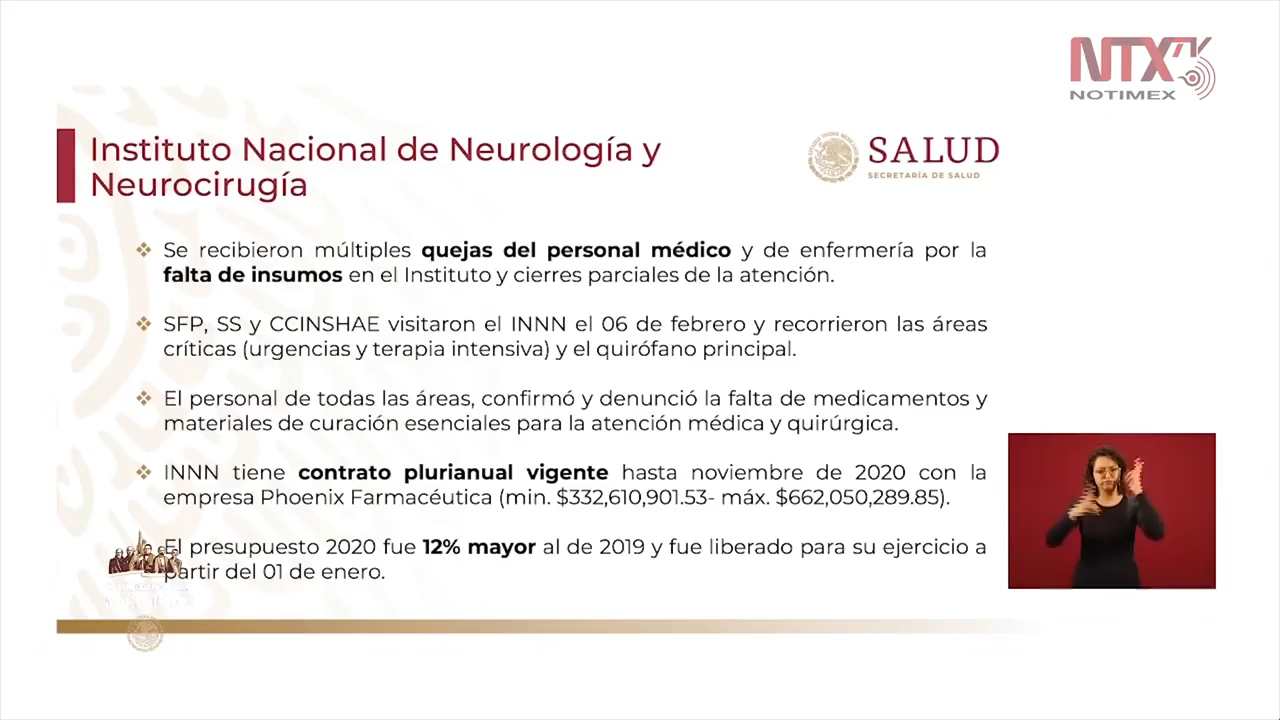 NTX TV
NOTIMEX
Instituto Nacional de Neurología y
Neurocirugía
SALUD
SECRETARÍA DE SALUD
Se recibieron múltiples quejas del personal médico y de enfermería por la
falta de insumos en el Instituto y cierres parciales de la atención.
SFP, SS y CCINSHAE visitaron el INNN el 06 de febrero y recorrieron las áreas
críticas (urgencias y terapia intensiva) y el quirófano principal.
El personal de todas las áreas, confirmó y denunció la falta de medicamentos y
materiales de curación esenciales para la atención médica y quirúrgica.
INNN tiene contrato plurianual vigente hasta noviembre de 2020 con la
empresa Phoenix Farmacéutica (min. $332,610,901.53- máx. $662,050,289.85).
El presupuesto 2020 fue 12% mayor al de 2019 y fue liberado para su ejercicio a
partir del 01 de enero.